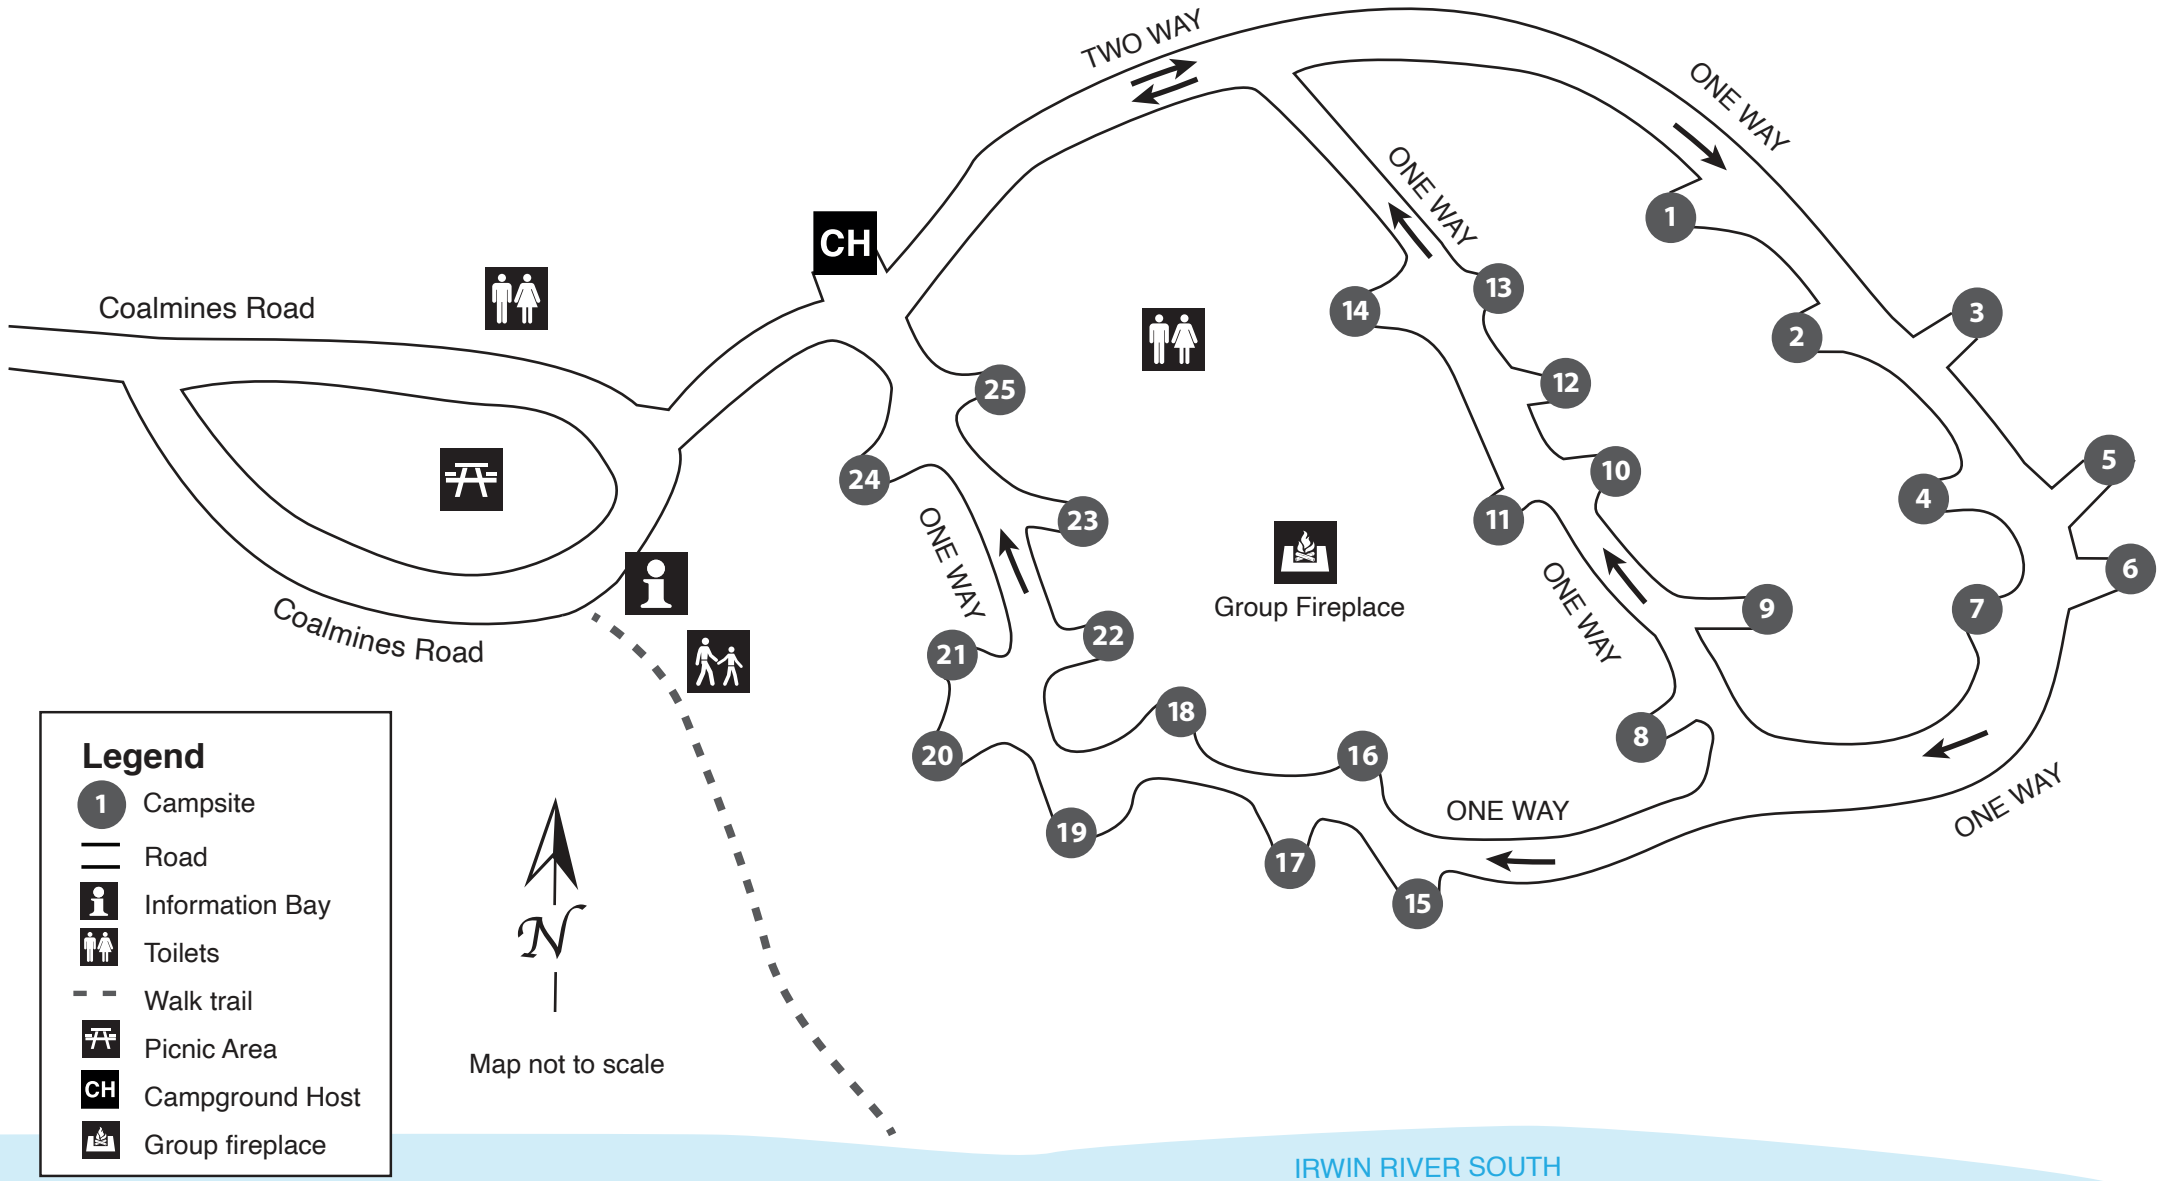 TWO WAY
ONE WAY
ONE WAY
1
CH
13
14
3
2
Coalmines Road
25
12
24
10
5
4
11
23
ONE WAY
6
ONE WAY
Group Fireplace
9
7
Coalmines Road
21
22
18
8
20
16
ONE WAY
ONE WAY
19
17
15
Legend
1 Campsite
Road
Information Bay
Toilets
Walk trail
Picnic Area
CH Campground Host
Group fireplace
N
Map not to scale
IRWIN RIVER SOUTH